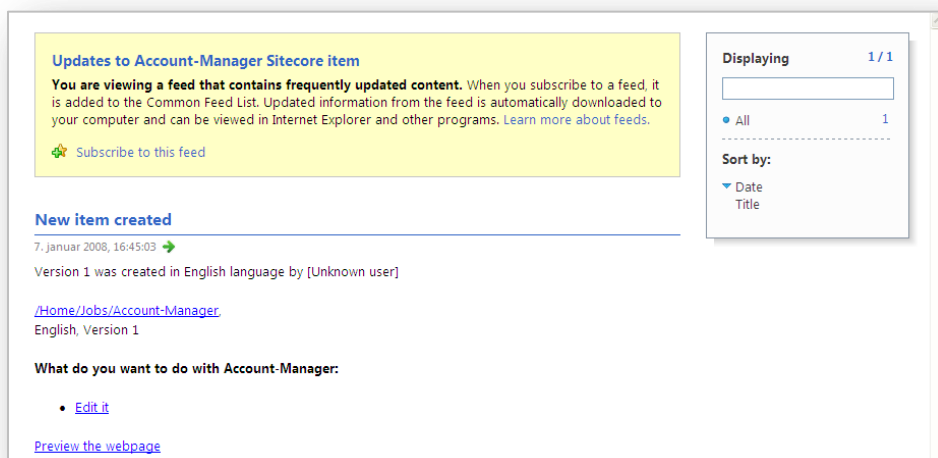 Updates to Account-Manager Sitecore item
You are viewing a feed that contains frequently updated content. When you subscribe to a feed, it
is added to the Common Feed List. Updated information from the feed is automatically downloaded to
your computer and can be viewed in Internet Explorer and other programs. Learn more about feeds.
Subscribe to this feed
New item created
7. januar 2008, 16:45:03
Version 1 was created in English language by [Unknown user]
/Home/Jobs/Account-Manager,
English, Version 1
What do you want to do with Account-Manager:
• Edit it
Preview the webpage
Displaying 1 / 1
All 1
Sort by:
Date
Title